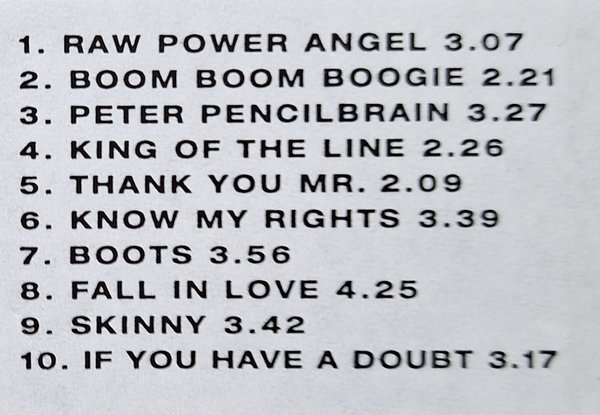 1. RAW POWER ANGEL 3.07
2. BOOM BOOM BOOGIE 2.21
3. PETER PENCILBRAIN 3.27
4. KING OF THE LINE 2.26
5. THANK YOU MR. 2.09
6. KNOW MY RIGHTS 3.39
7. BOOTS 3.56
8. FALL IN LOVE 4.25
9. SKINNY 3.42
10. IF YOU HAVE A DOUBT 3.17